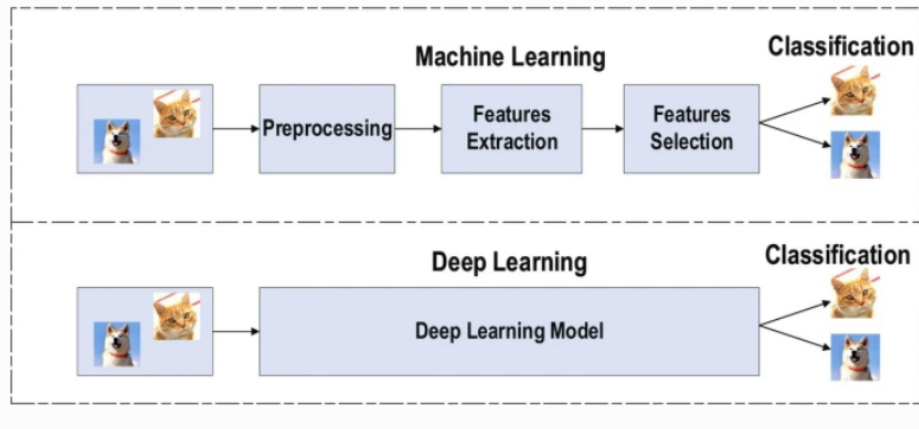 Machine Learning
Classification
Preprocessing
Features
Extraction
Features
Selection
Deep Learning
Classification
Deep Learning Model